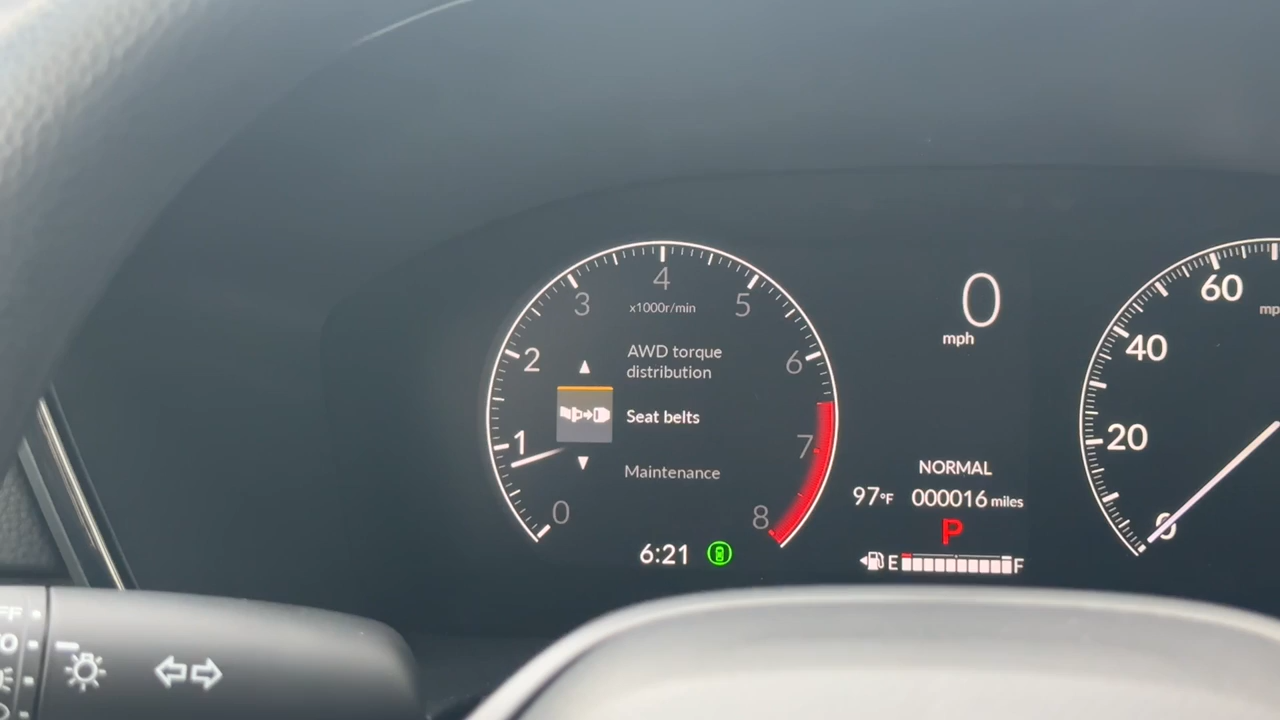 4
3
5
x1000r/min
2
AWD torque
distribution
6
Seat belts
1
7
Maintenance
0
8
6:21
0
mph
NORMAL
97°F
000016 miles
P
E
F
60
40
20
0